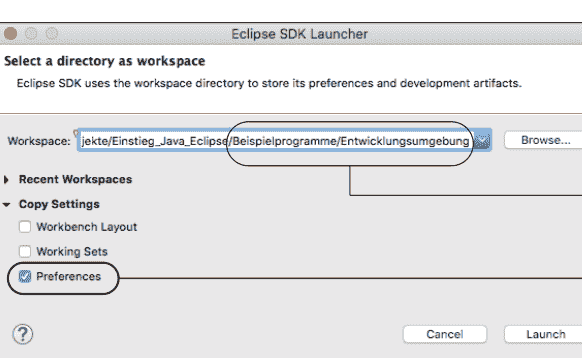 Eclipse SDK Launcher
Select a directory as workspace
Eclipse SDK uses the workspace directory to store its preferences and development artifacts.
Workspace: jekte/Einstieg_Java_Eclipse/Beispielprogramme/Entwicklungsumgebung Browse...
Recent Workspaces
Copy Settings
Workbench Layout
Working Sets
Preferences
? Cancel Launch